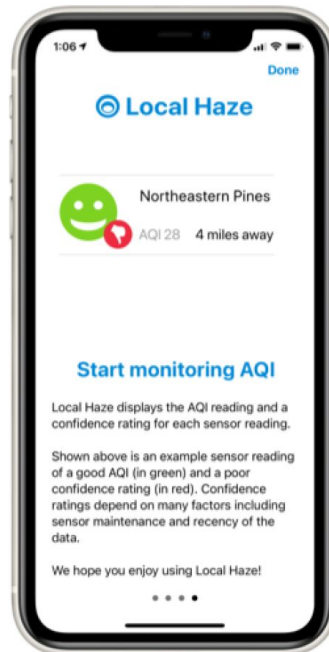 1:06
Done
Local Haze
Northeastern Pines
AQI 28 4 miles away
Start monitoring AQI
Local Haze displays the AQI reading and a
confidence rating for each sensor reading.
Shown above is an example sensor reading
of a good AQI (in green) and a poor
confidence rating (in red). Confidence
ratings depend on many factors including
sensor maintenance and recency of the
data.
We hope you enjoy using Local Haze!